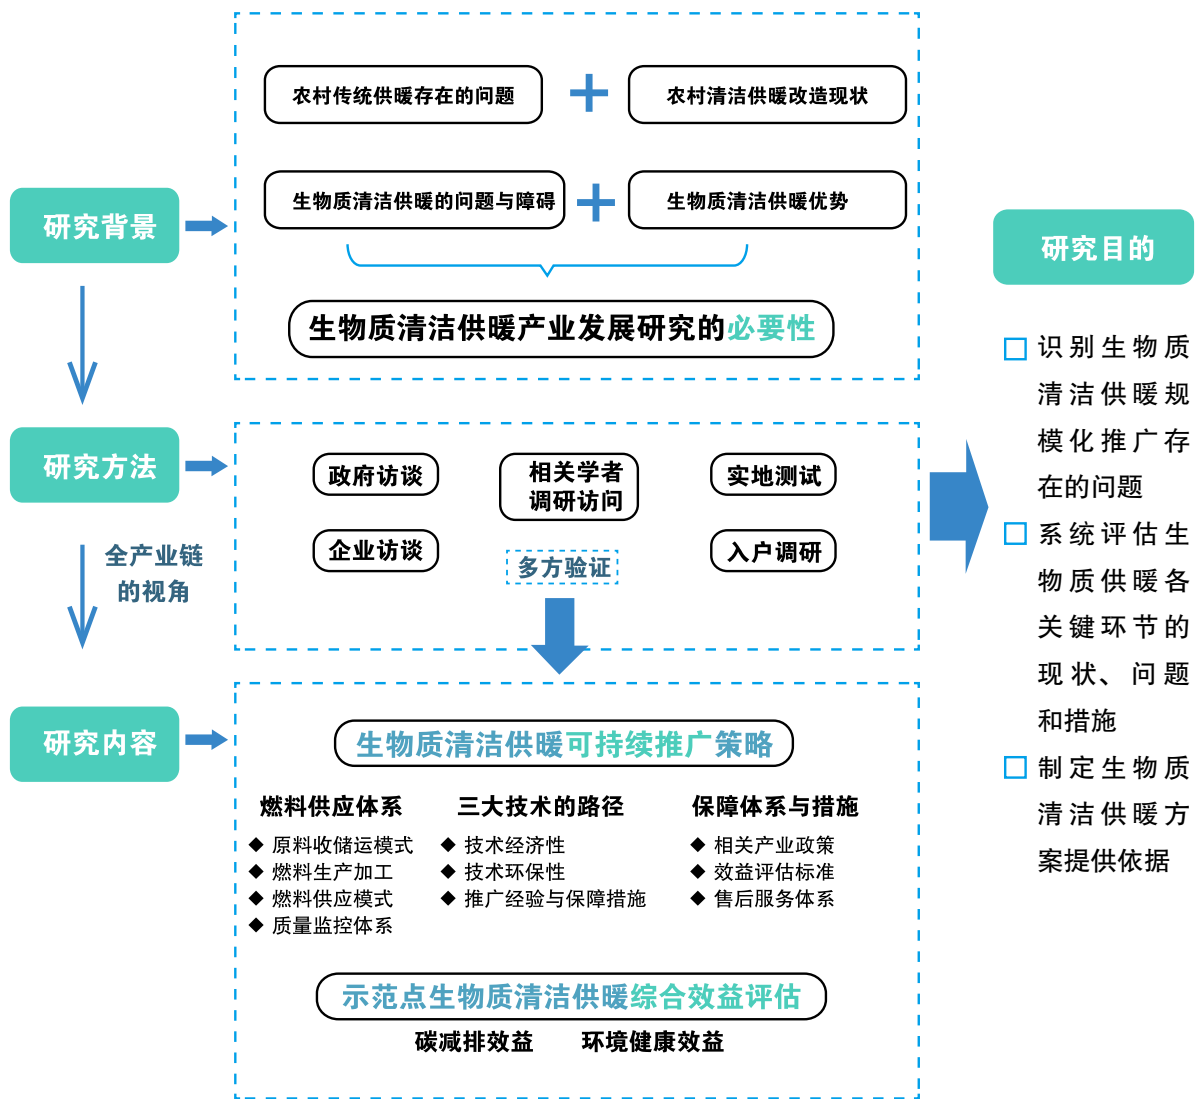 农村传统供暖存在的问题
农村清洁供暖改造现状
生物质清洁供暖的问题与障碍
生物质清洁供暖优势
研究背景
生物质清洁供暖产业发展研究的必要性
研究方法
政府访谈
相关学者
调研访问
实地测试
企业访谈
入户调研
多方验证
全产业链
的视角
研究内容
生物质清洁供暖可持续推广策略
燃料供应体系
◆ 原料收储运模式
◆ 燃料生产加工
◆ 燃料供应模式
◆ 质量监控体系
三大技术的路径
◆ 技术经济性
◆ 技术环保性
◆ 推广经验与保障措施
保障体系与措施
◆ 相关产业政策
◆ 效益评估标准
◆ 售后服务体系
示范点生物质清洁供暖综合效益评估
碳减排效益
环境健康效益
研究目的
识别生物质
清洁供暖规
模化推广存
在的问题
系统评估生
物质供暖各
关键环节的
现状、问题
和措施
制定生物质
清洁供暖方
案提供依据